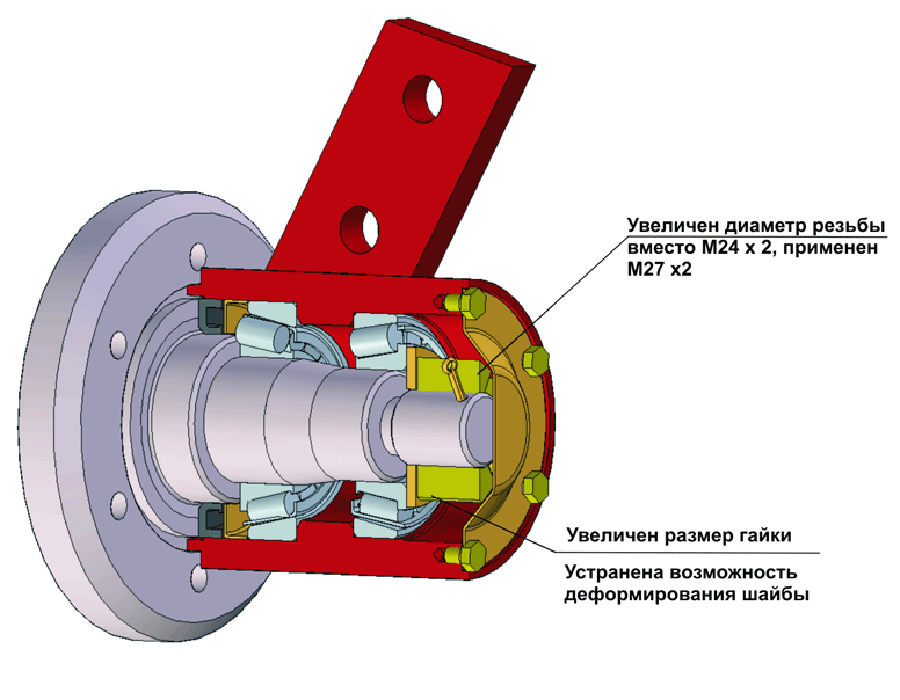 Увеличен диаметр резьбы
вместо М24 х 2, применен
М27 х2
Увеличен размер гайки
Устранена возможность
деформирования шайбы